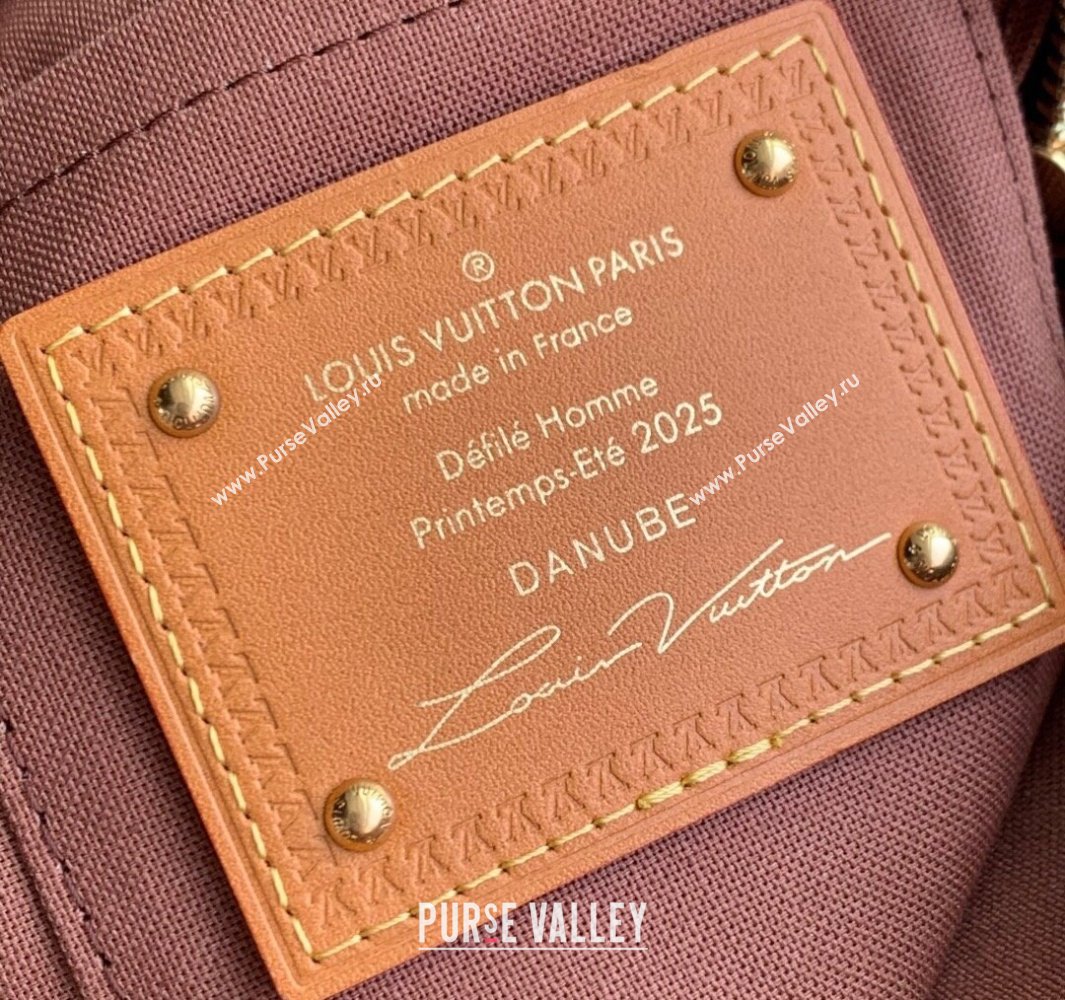 ®
LOUIS VUITTON PARIS
made in France
Défilé Homme
Printemps-Eté 2025
DANUBE
Louis Vuitton
www.PurseValley.ru
www.PurseValley.ru
PURSE VALLEY